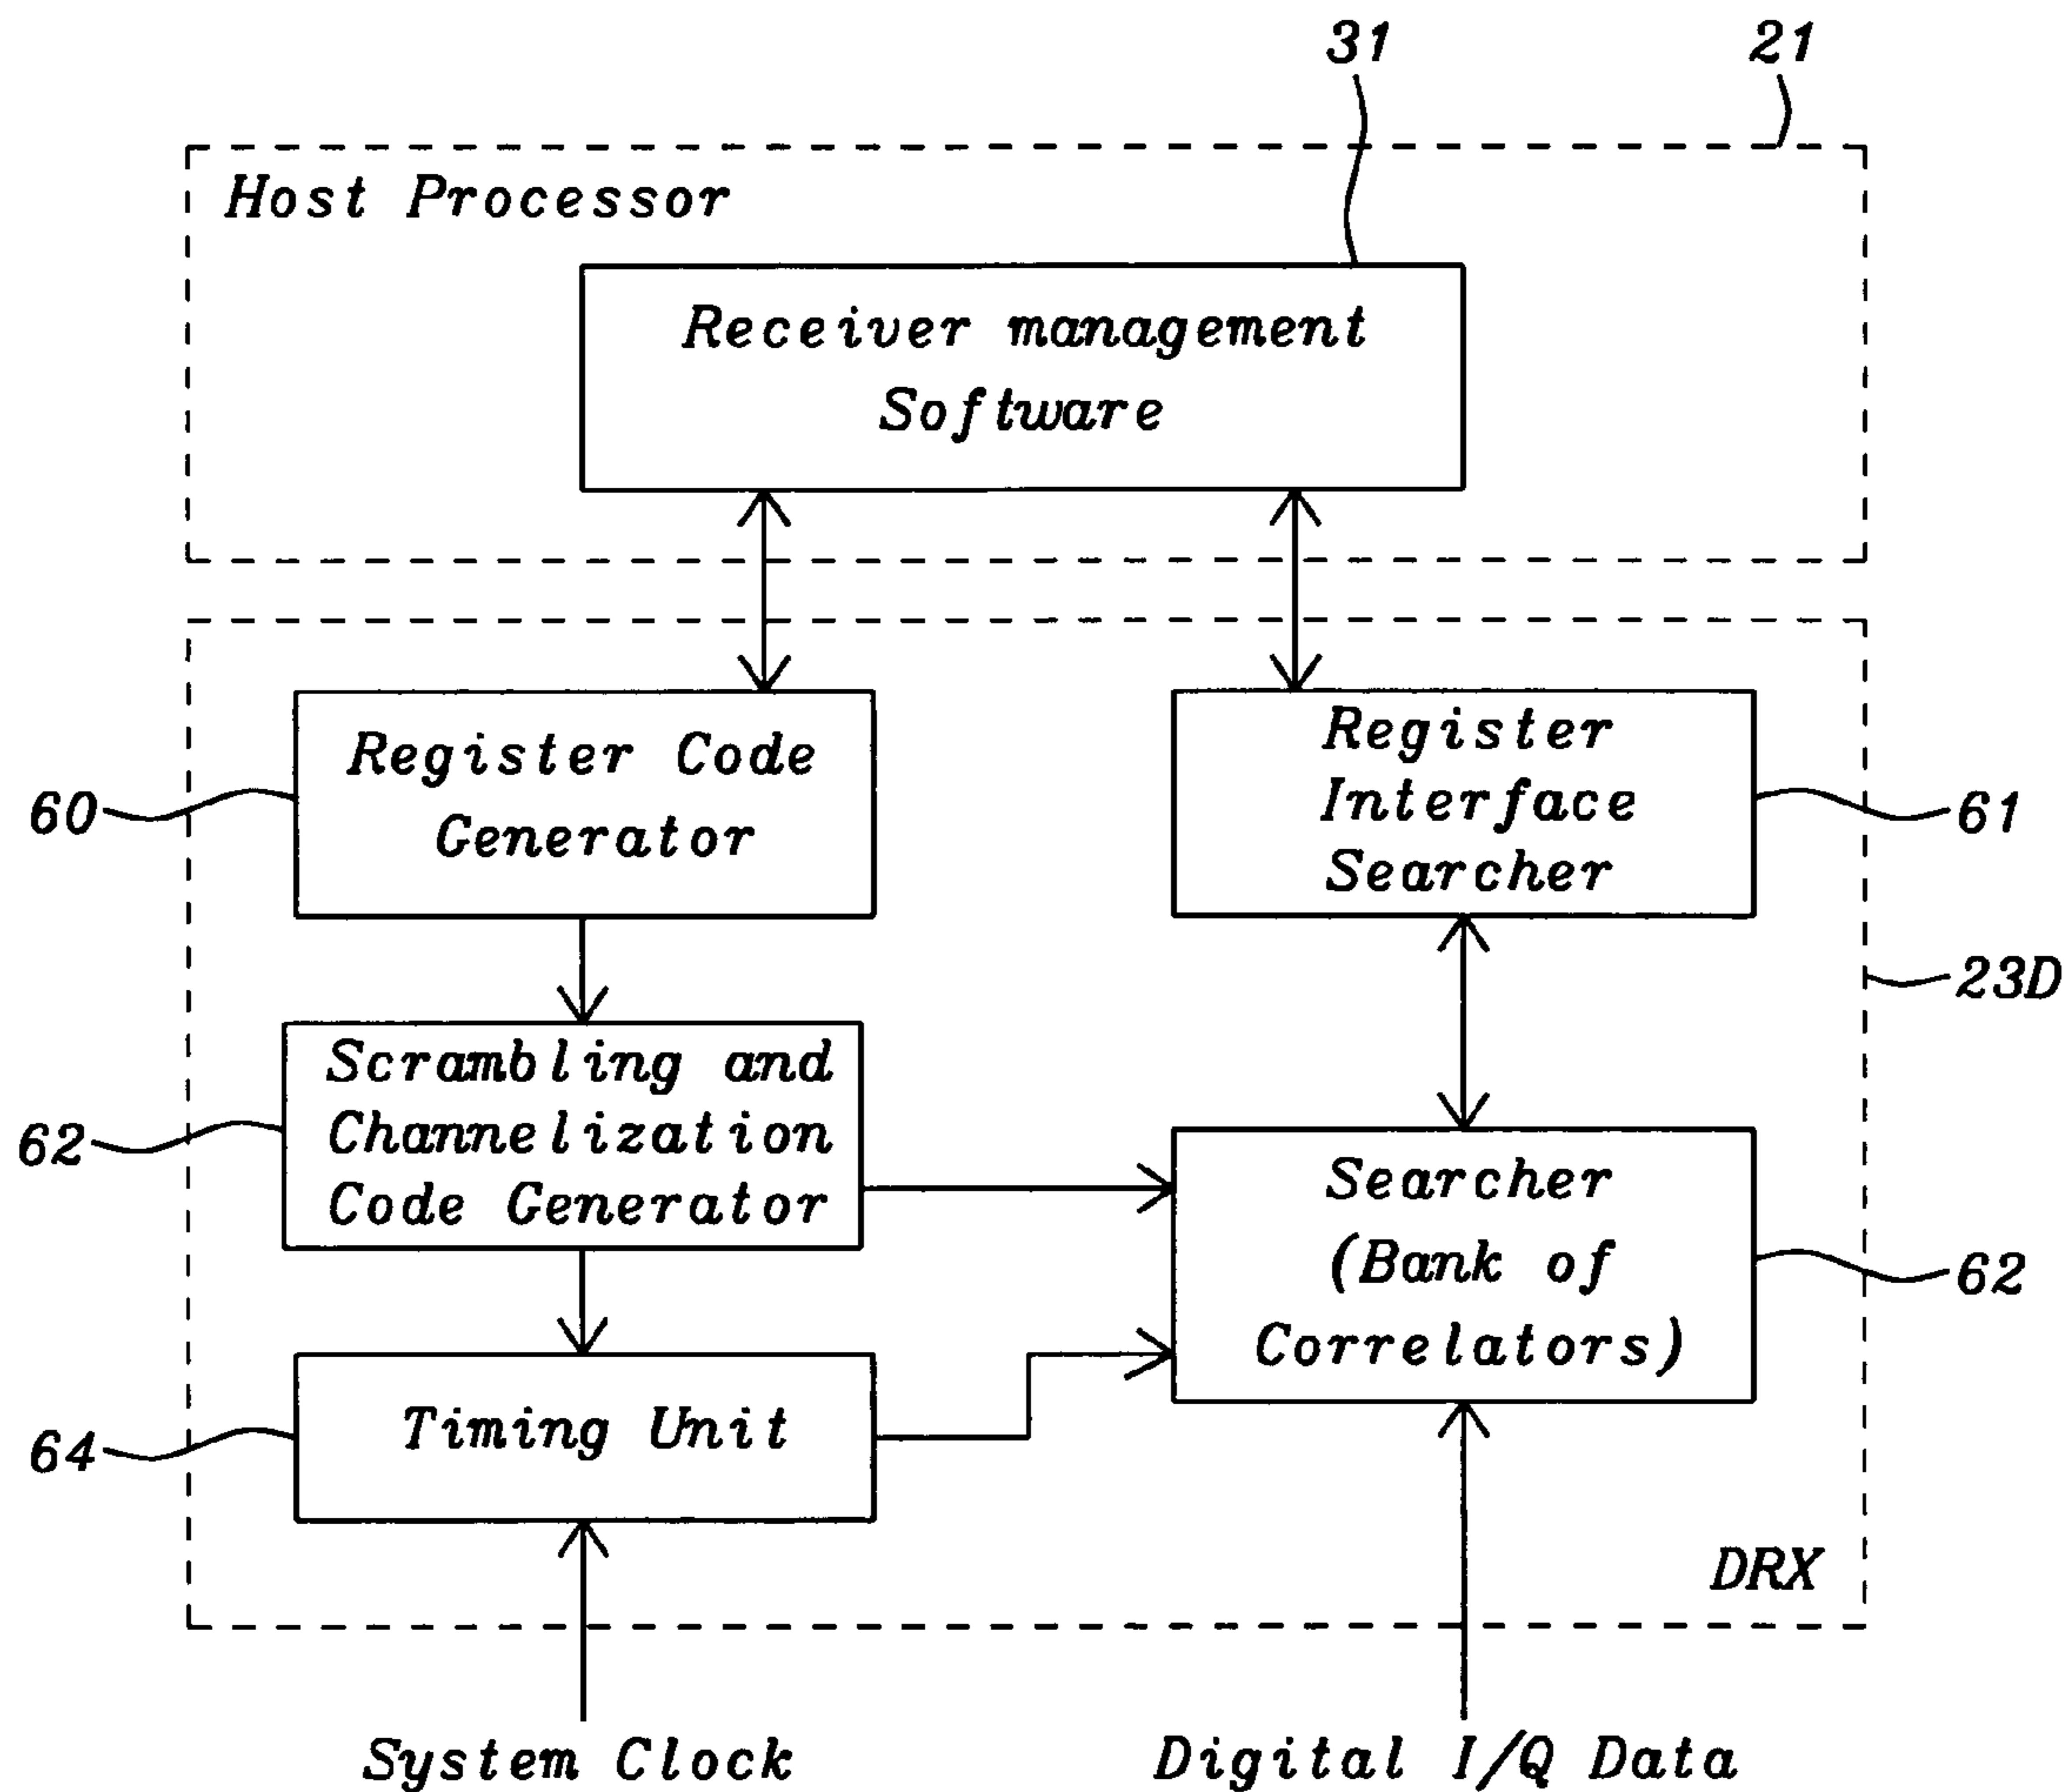 31
21
Host Processor
Receiver management
Software
Register Code
Generator
Register
Interface
Searcher
60
61
23D
Scrambling and
Channelization
Code Generator
62
Searcher
(Bank of
Correlators)
62
Timing Unit
64
DRX
System Clock
Digital I/Q Data